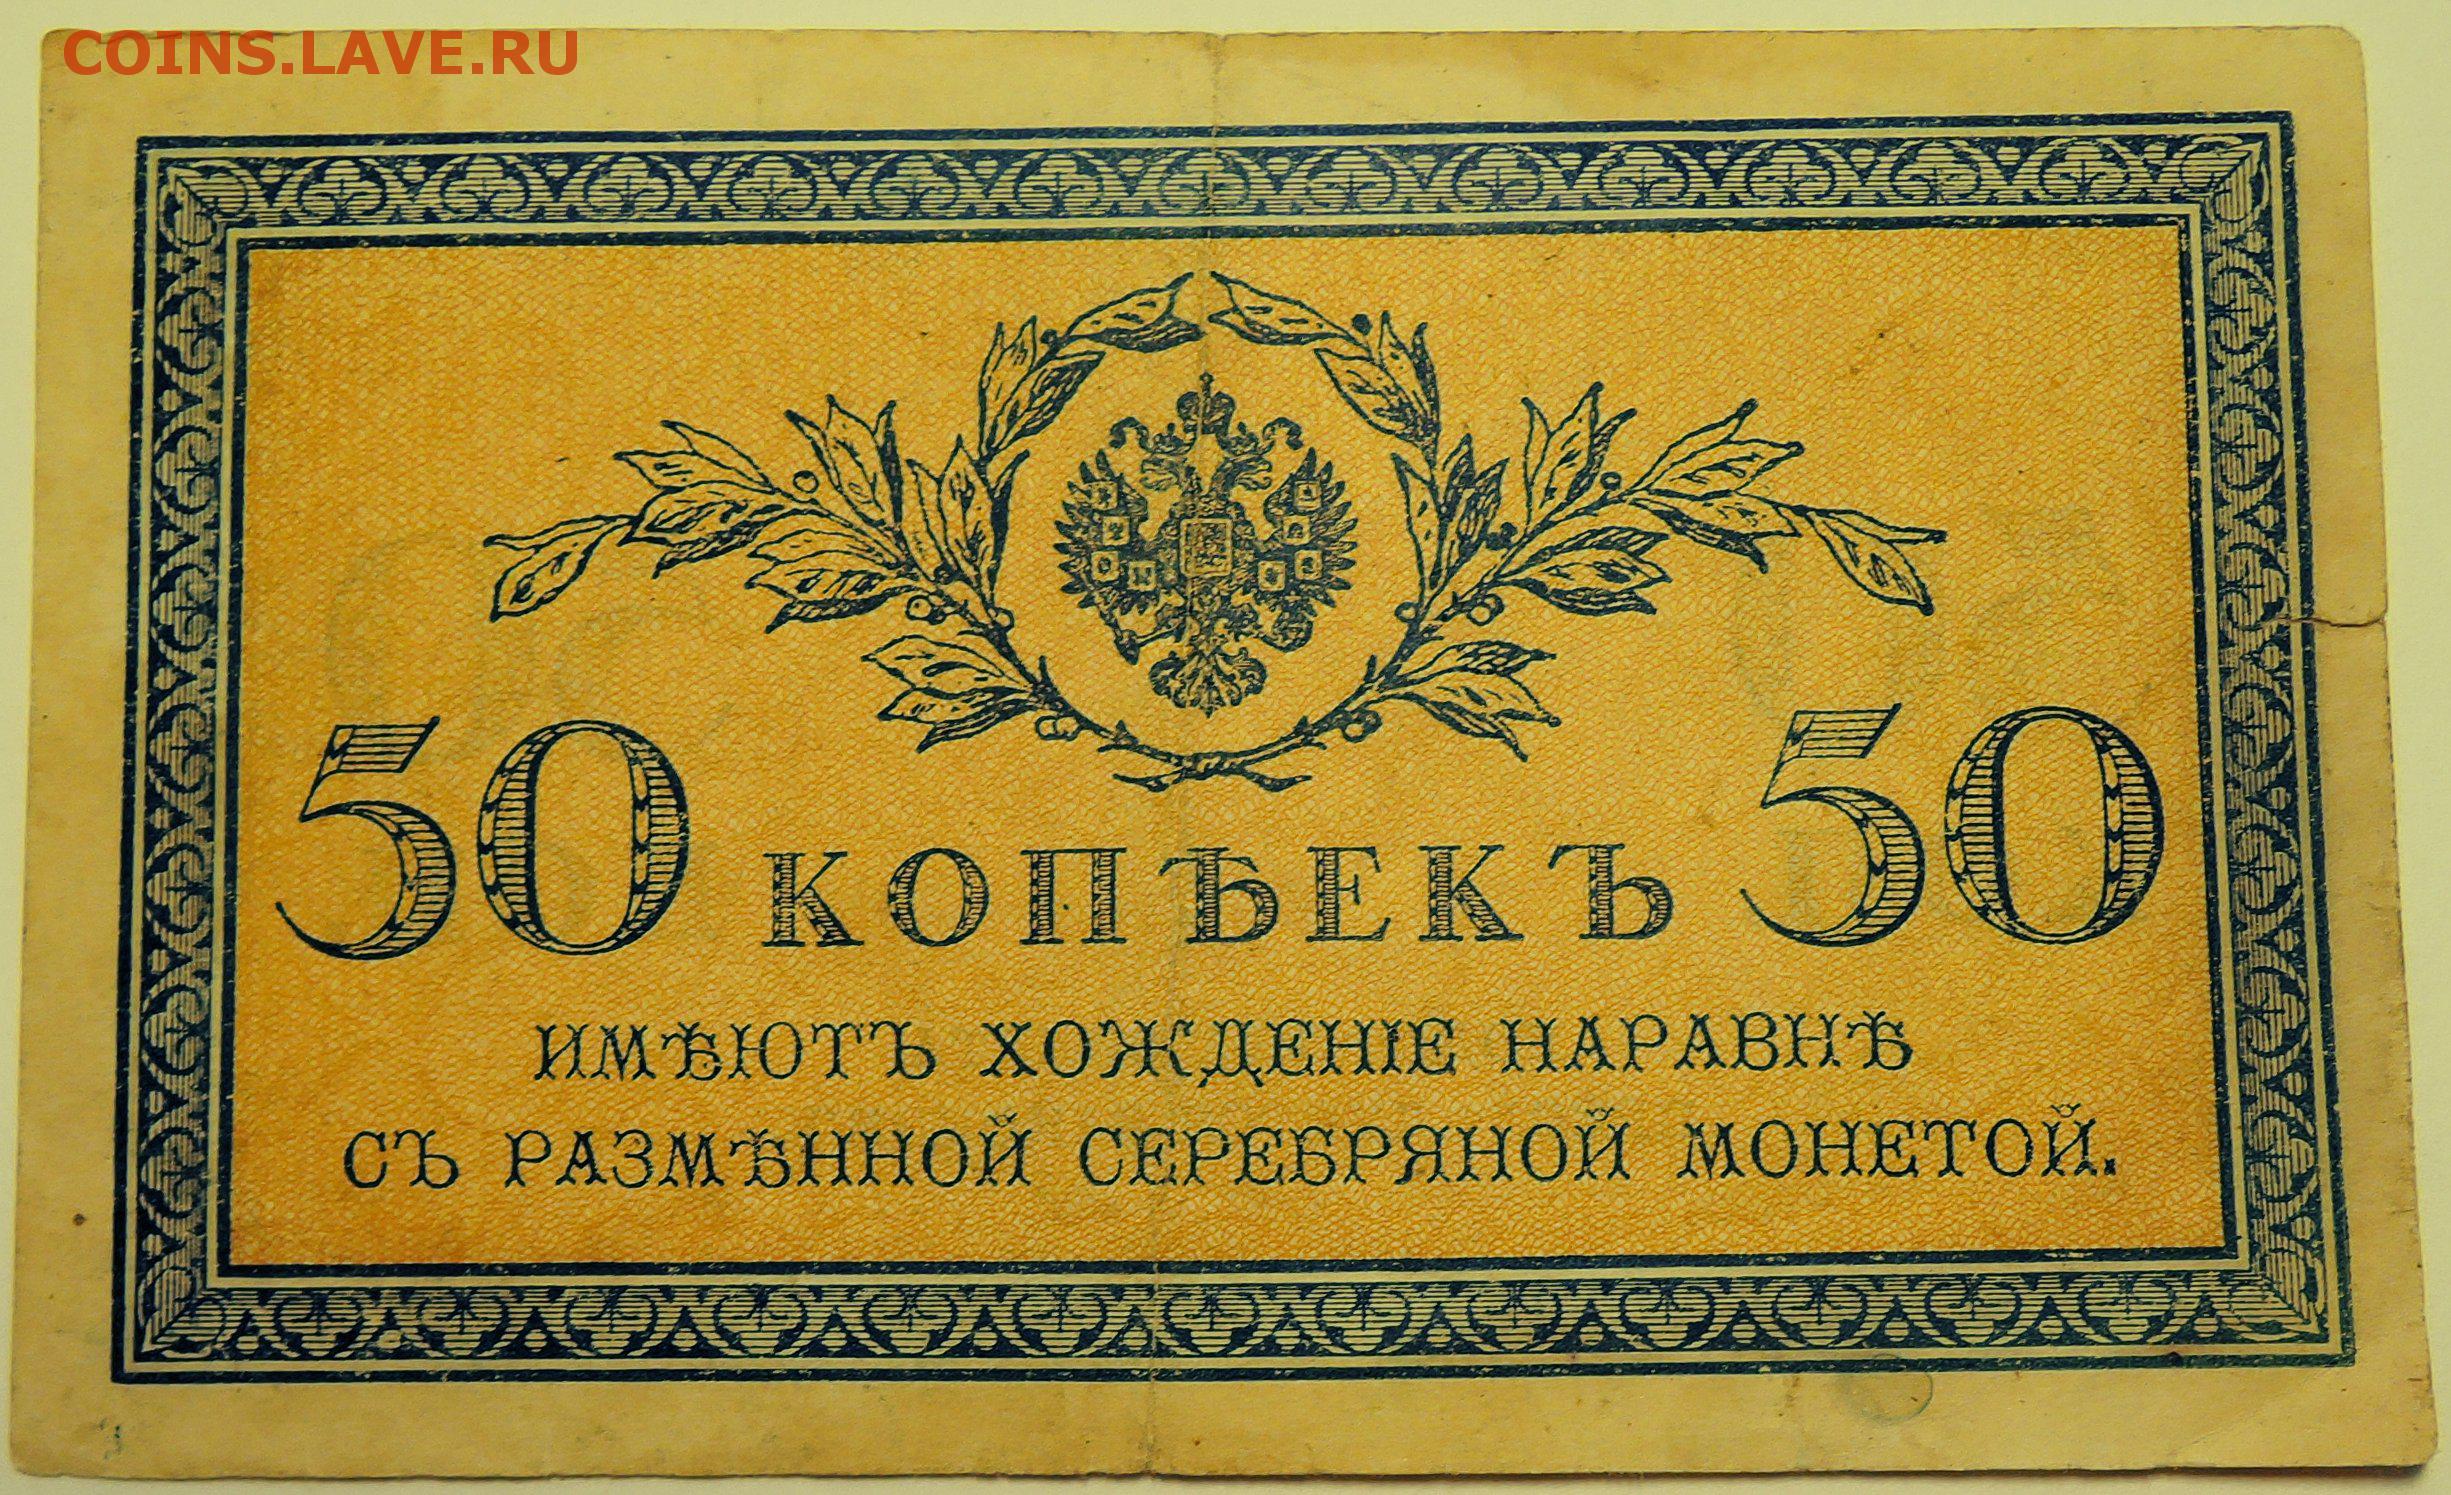 COINS.LAVE.RU
50 КОПѢЕКЪ 50
ИМѢЮТЪ ХОЖДЕНІЕ НАРАВНѢ
СЪ РАЗМѢННОЙ СЕРЕБРЯНОЙ МОНЕТОЙ.